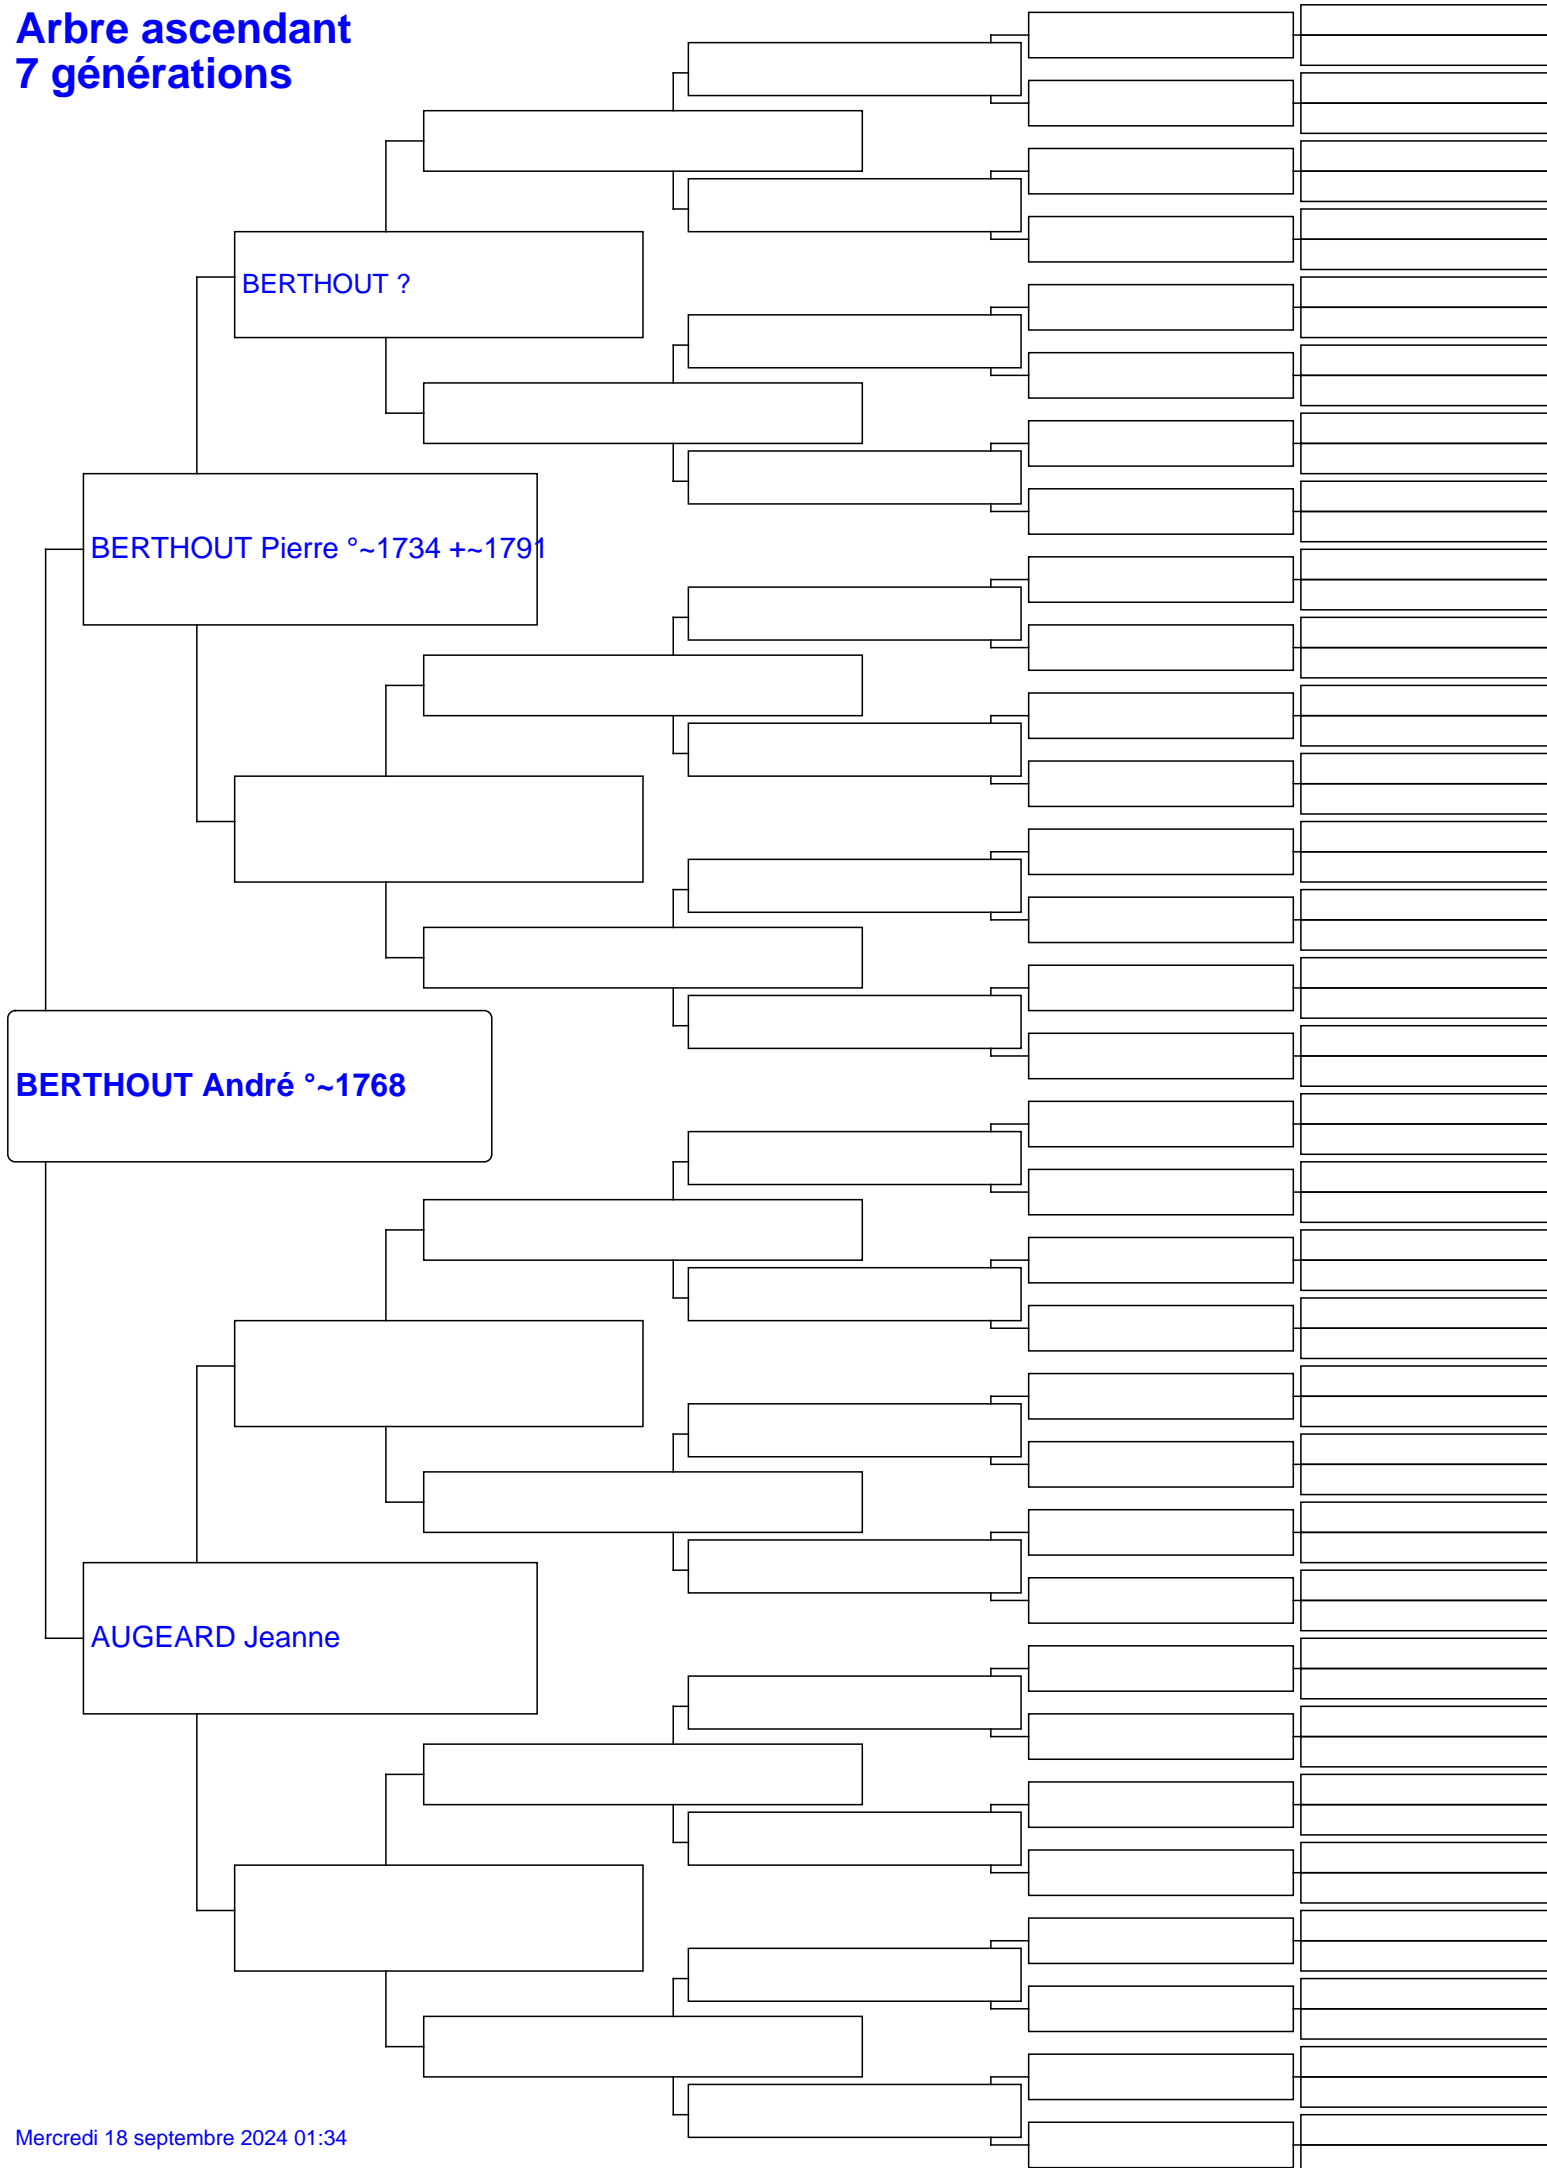 Arbre ascendant
7 générations
BERTHOUT ?
BERTHOUT Pierre °~1734 +~1791
BERTHOUT André °~1768
AUGEARD Jeanne
Mercredi 18 septembre 2024 01:34